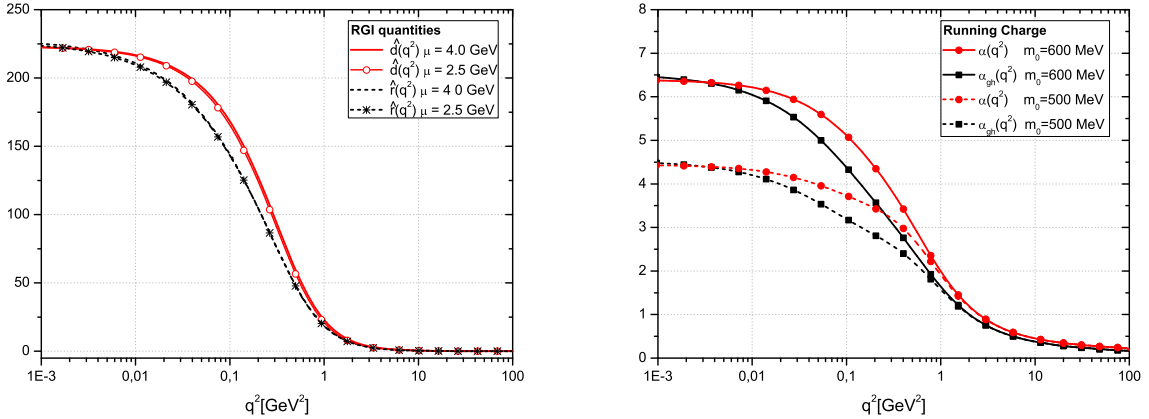 RGI quantities
d̂(q²) μ = 4.0 GeV
d̂(q²) μ = 2.5 GeV
r̂(q²) μ = 4 0 GeV
r̂(q²) μ = 2.5 GeV
250
200
150
100
50
0
1E-3 0,01 0,1 1 10 100
q²[GeV²]
Running Charge
α(q²) m₀=600 MeV
α_gh(q²) m₀=600 MeV
α(q²) m₀=500 MeV
α_gh(q²) m₀=500 MeV
8
7
6
5
4
3
2
1
0
1E-3 0,01 0,1 1 10 100
q²[GeV²]